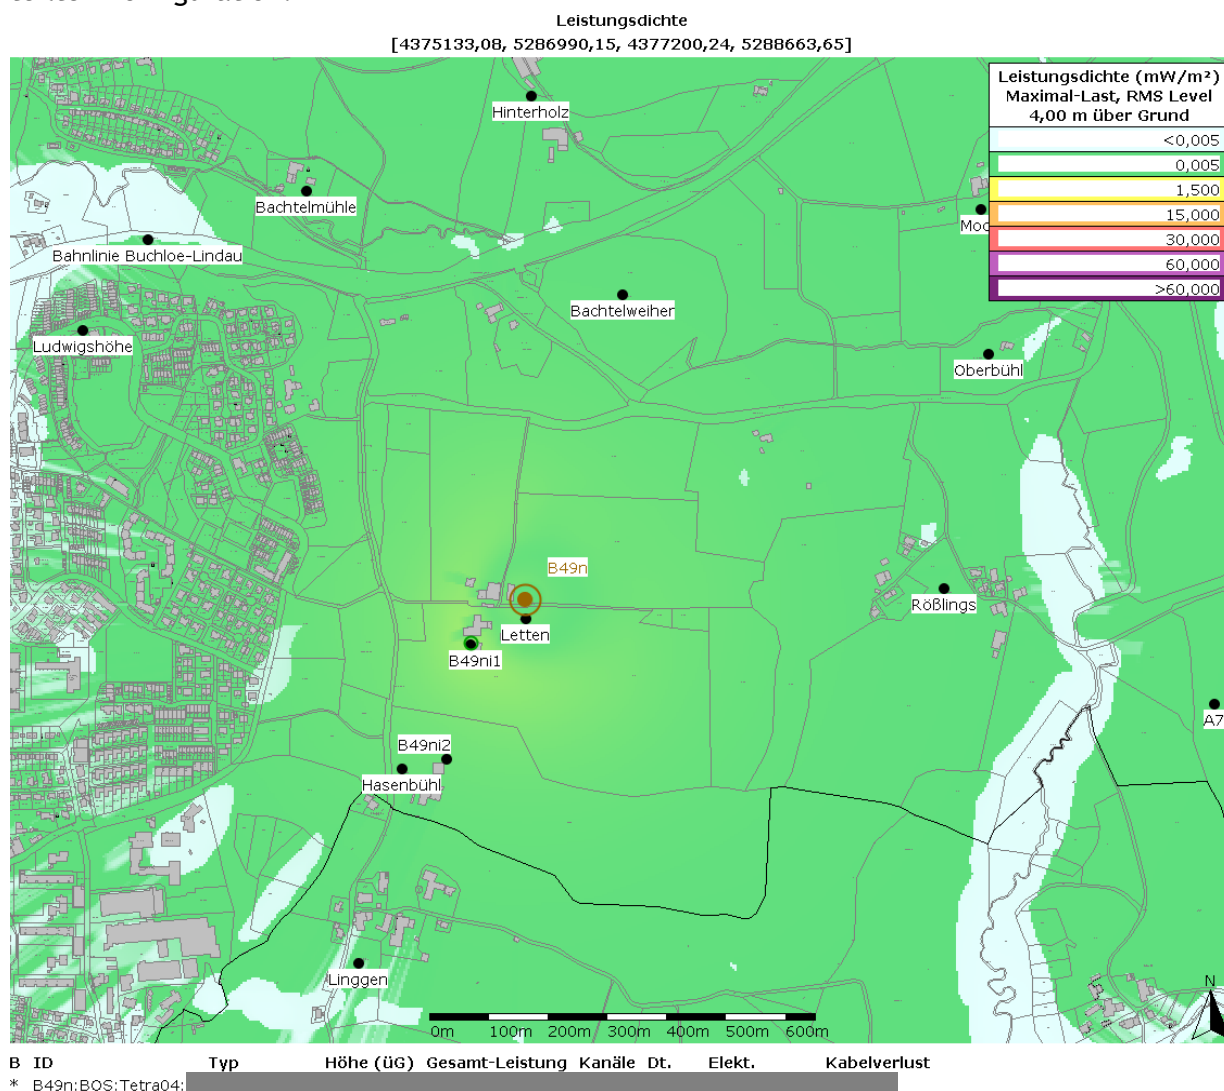 Leistungsdichte
[4375133,08, 5286990,15, 4377200,24, 5288663,65]
Leistungsdichte (mW/m²)
Maximal-Last, RMS Level
4,00 m über Grund
<0,005
0,005
1,500
15,000
30,000
60,000
>60,000
Hinterholz
Bachtelmühle
Moc
Bahnlinie Buchloe-Lindau
Bachtelweiher
Ludwigshöhe
Oberbühl
B49n
Rößlings
Letten
B49ni1
A7
B49ni2
Hasenbühl
Linggen
N
0m 100m 200m 300m 400m 500m 600m
B ID Typ Höhe (üG) Gesamt-Leistung Kanäle Dt. Elekt. Kabelverlust
* B49n:BOS:Tetra04: